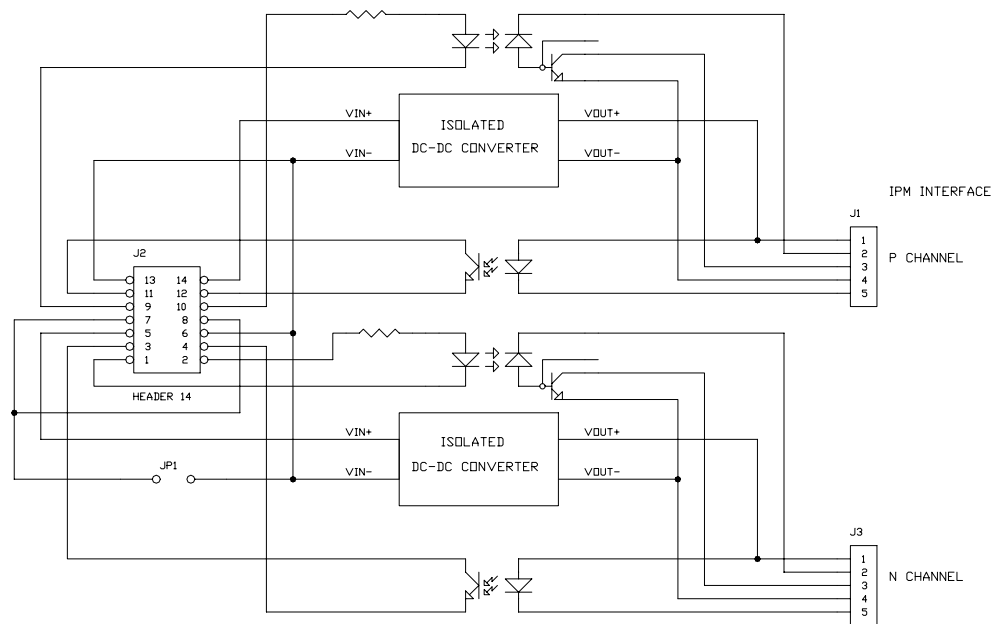 VIN+
ISOLATED
DC-DC CONVERTER
VOUT+
VIN-
VOUT-
IPM INTERFACE
J1
1
2
3
4
5
P CHANNEL
J2
13 14
11 12
9 10
7 8
5 6
3 4
1 2
HEADER 14
VIN+
ISOLATED
DC-DC CONVERTER
VOUT+
JP1
VIN-
VOUT-
J3
1
2
3
4
5
N CHANNEL